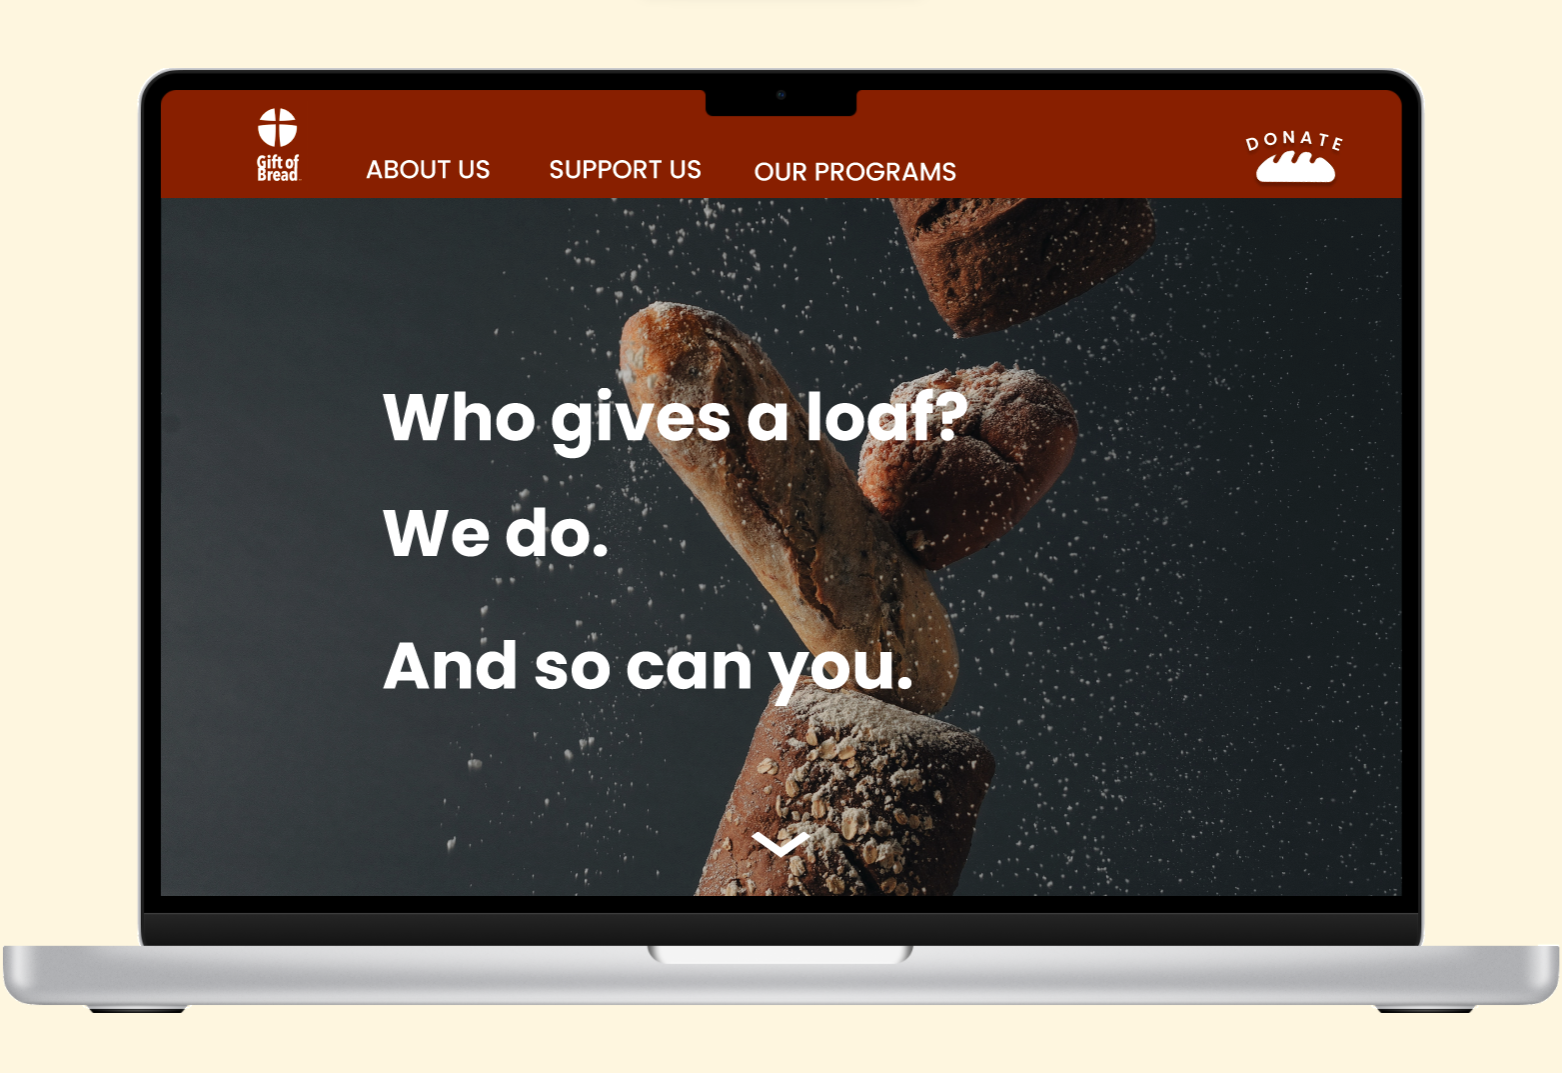 Gift of
Bread
ABOUT US
SUPPORT US
OUR PROGRAMS
DONATE
Who gives a loaf?
We do.
And so can you.